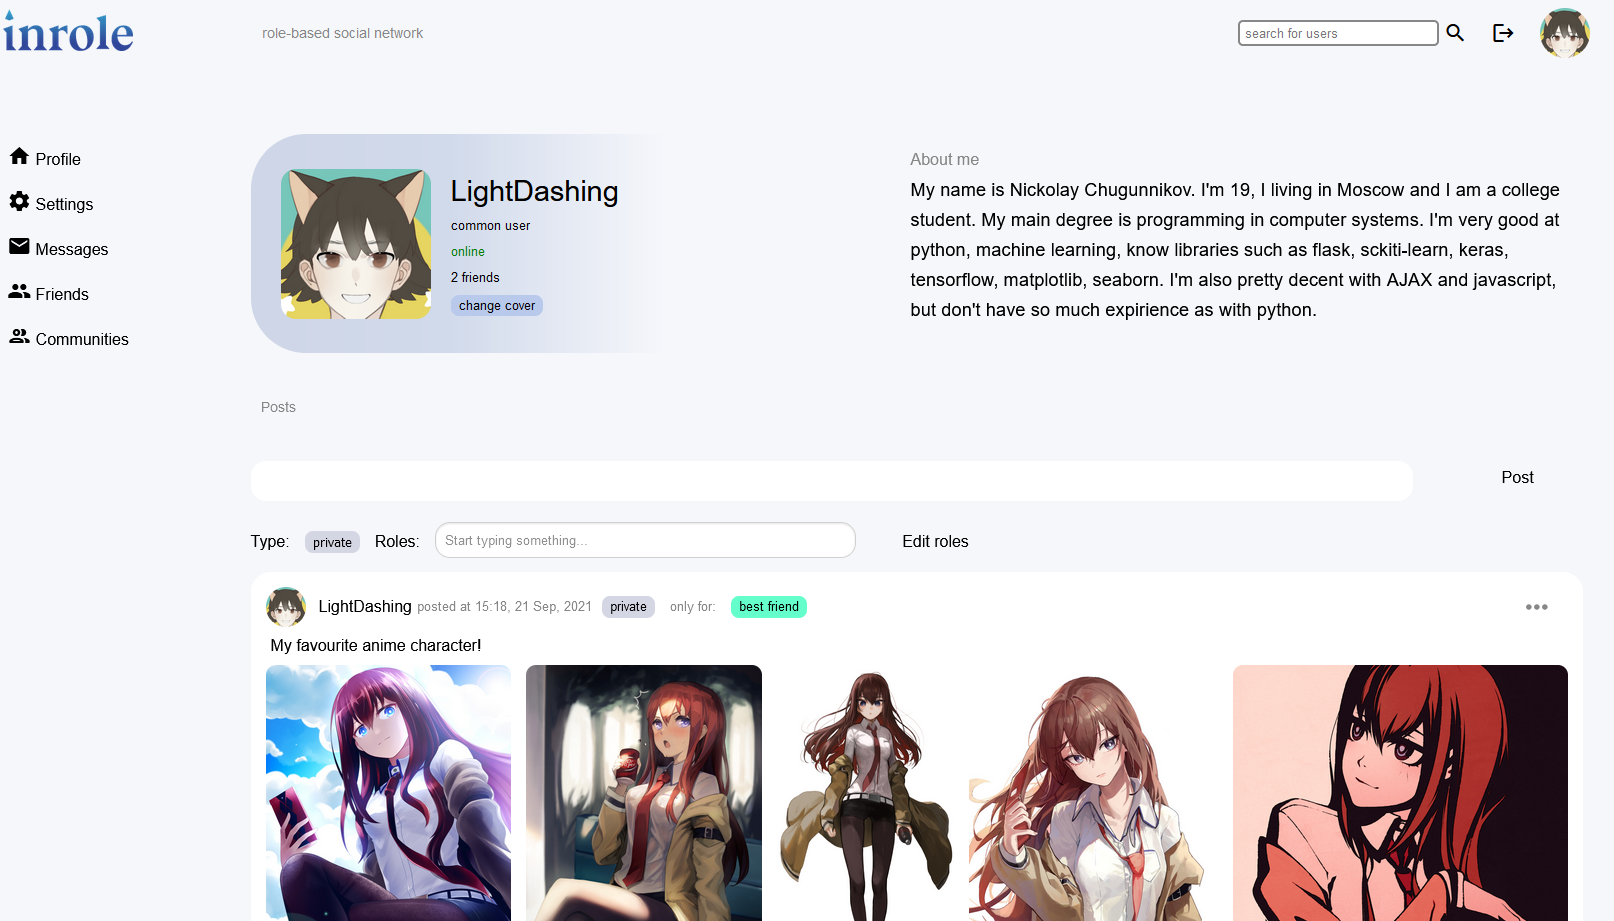 inrole
role-based social network
search for users
Profile
Settings
Messages
Friends
Communities
LightDashing
common user
online
2 friends
change cover
About me
My name is Nickolay Chugunnikov. I'm 19, I living in Moscow and I am a college
student. My main degree is programming in computer systems. I'm very good at
python, machine learning, know libraries such as flask, sckiti-learn, keras,
tensorflow, matplotlib, seaborn. I'm also pretty decent with AJAX and javascript,
but don't have so much expirience as with python.
Posts
Post
Type: private Roles: Start typing something... Edit roles
LightDashing posted at 15:18, 21 Sep, 2021 private only for: best friend
My favourite anime character!